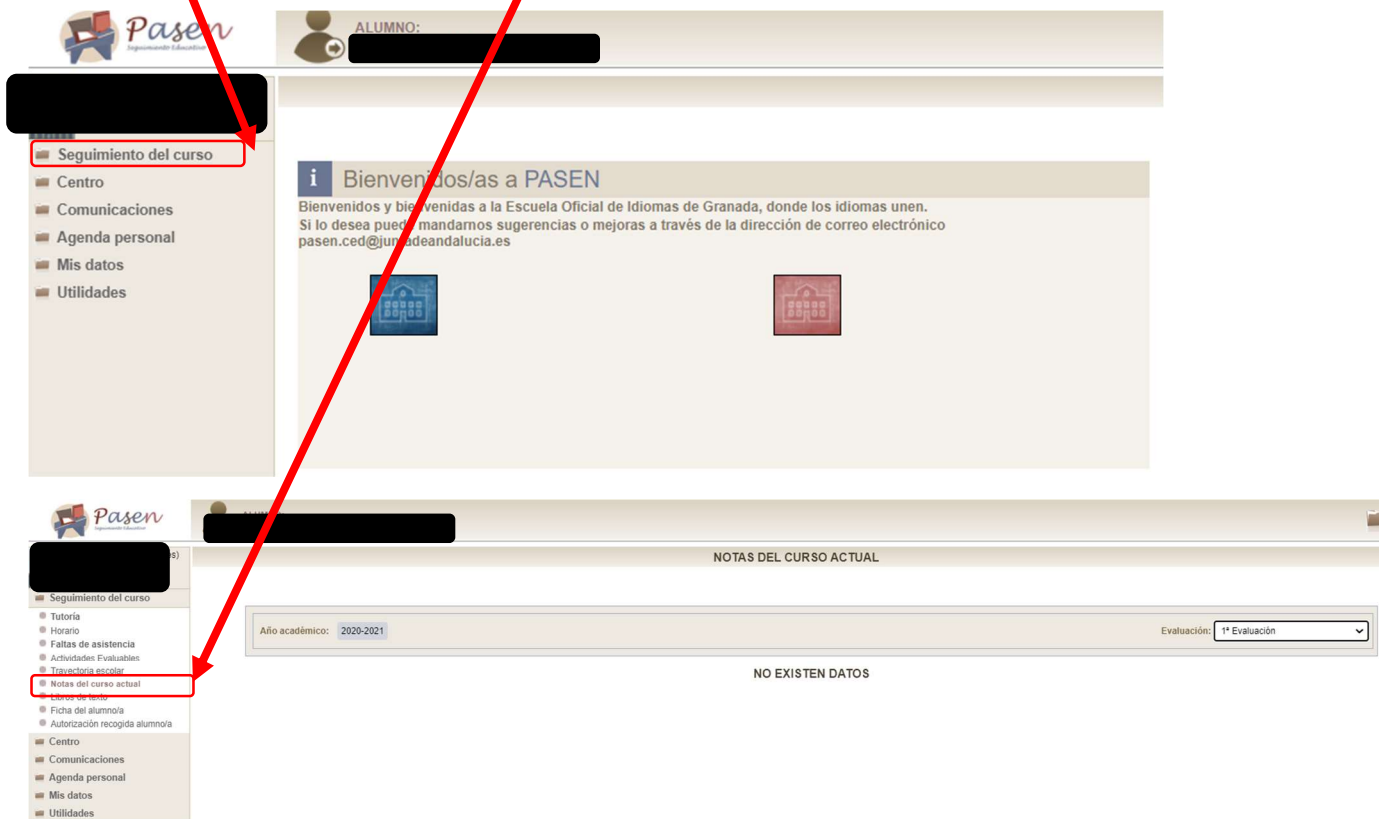 Pasen
Seguimiento Educativo
ALUMNO:
Seguimiento del curso
Centro
Comunicaciones
Agenda personal
Mis datos
Utilidades
i Bienvenidos/as a PASEN
Bienvenidos y bienvenidas a la Escuela Oficial de Idiomas de Granada, donde los idiomas unen.
Si lo desea puede mandarnos sugerencias o mejoras a través de la dirección de correo electrónico
pasen.ced@juntadeandalucia.es
Pasen
Seguimiento Educativo
NOTAS DEL CURSO ACTUAL
Seguimiento del curso
Tutoría
Horario
Faltas de asistencia
Actividades Evaluables
Trayectoria escolar
Notas del curso actual
Libros de texto
Ficha del alumno/a
Autorización recogida alumno/a
Centro
Comunicaciones
Agenda personal
Mis datos
Utilidades
Año académico: 2020-2021
Evaluación: 1ª Evaluación
NO EXISTEN DATOS